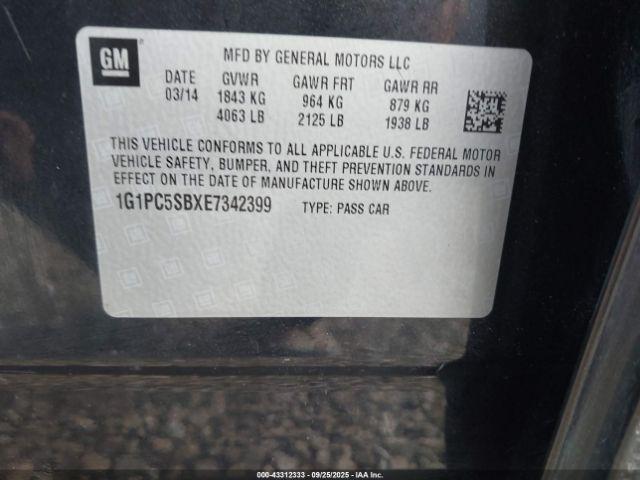 GM
MFD BY GENERAL MOTORS LLC
DATE GVWR GAWR FRT GAWR RR
03/14 1843 KG 964 KG 879 KG
4063 LB 2125 LB 1938 LB
THIS VEHICLE CONFORMS TO ALL APPLICABLE U.S. FEDERAL MOTOR
VEHICLE SAFETY, BUMPER, AND THEFT PREVENTION STANDARDS IN
EFFECT ON THE DATE OF MANUFACTURE SHOWN ABOVE.
1G1PC5SBXE7342399 TYPE: PASS CAR
000-43312333 - 09/25/2025 - IAA Inc.